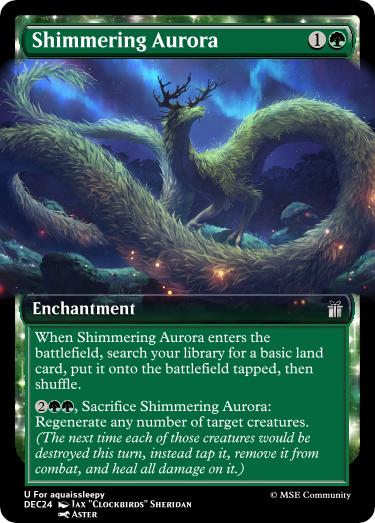 Shimmering Aurora 1
Enchantment
When Shimmering Aurora enters the
battlefield, search your library for a basic land
card, put it onto the battlefield tapped, then
shuffle.
2, Sacrifice Shimmering Aurora:
Regenerate any number of target creatures.
(The next time each of those creatures would be
destroyed this turn, instead tap it, remove it from
combat, and heal all damage on it.)
U For aquaissleepy © MSE Community
DEC24 Jax "Clockbirds" Sheridan
Aster